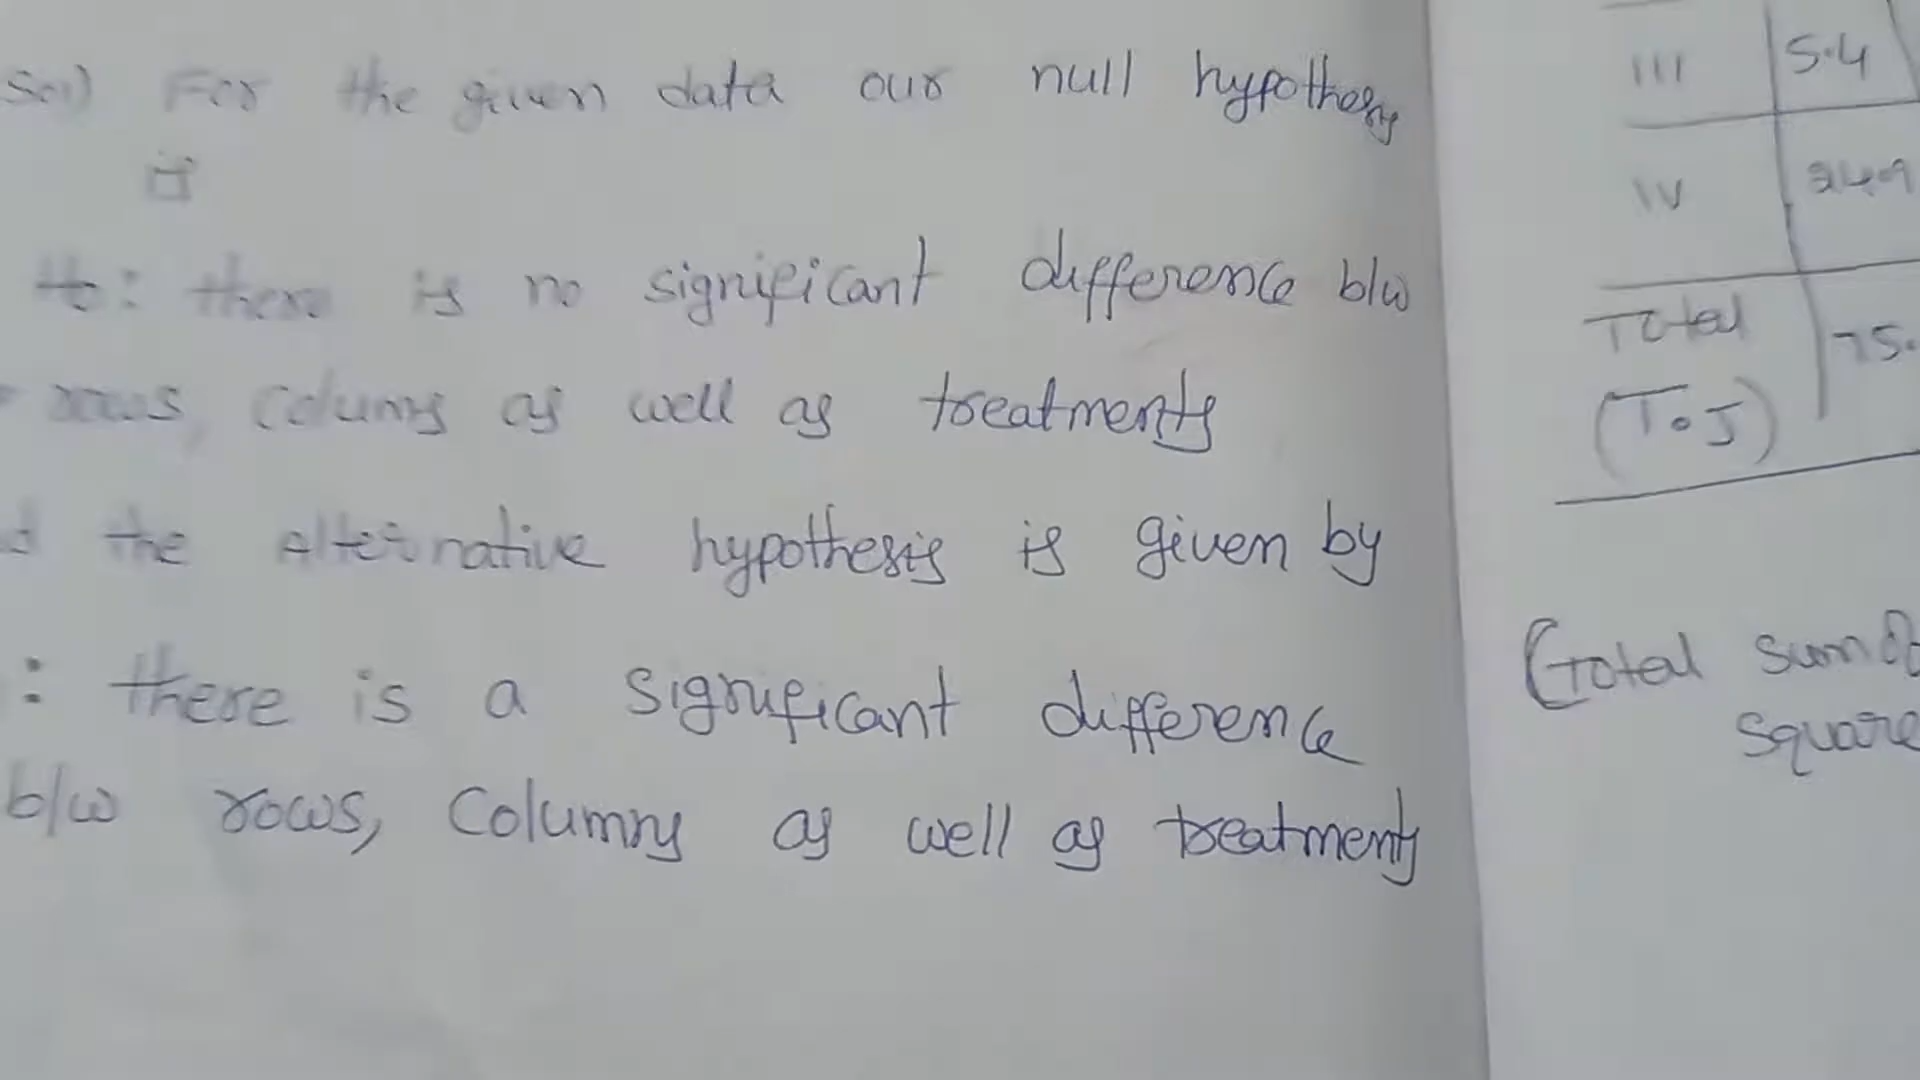 Sol) For the given data our null hypothesis
is
Ho: there is no significant difference b/w
rows, columns as well as treatments
the Alternative hypothesis is given by
: there is a significant difference
b/w rows, Columns as well as treatments
III 5.4
IV
Total 75.
(T.J)
(Total sum of
square